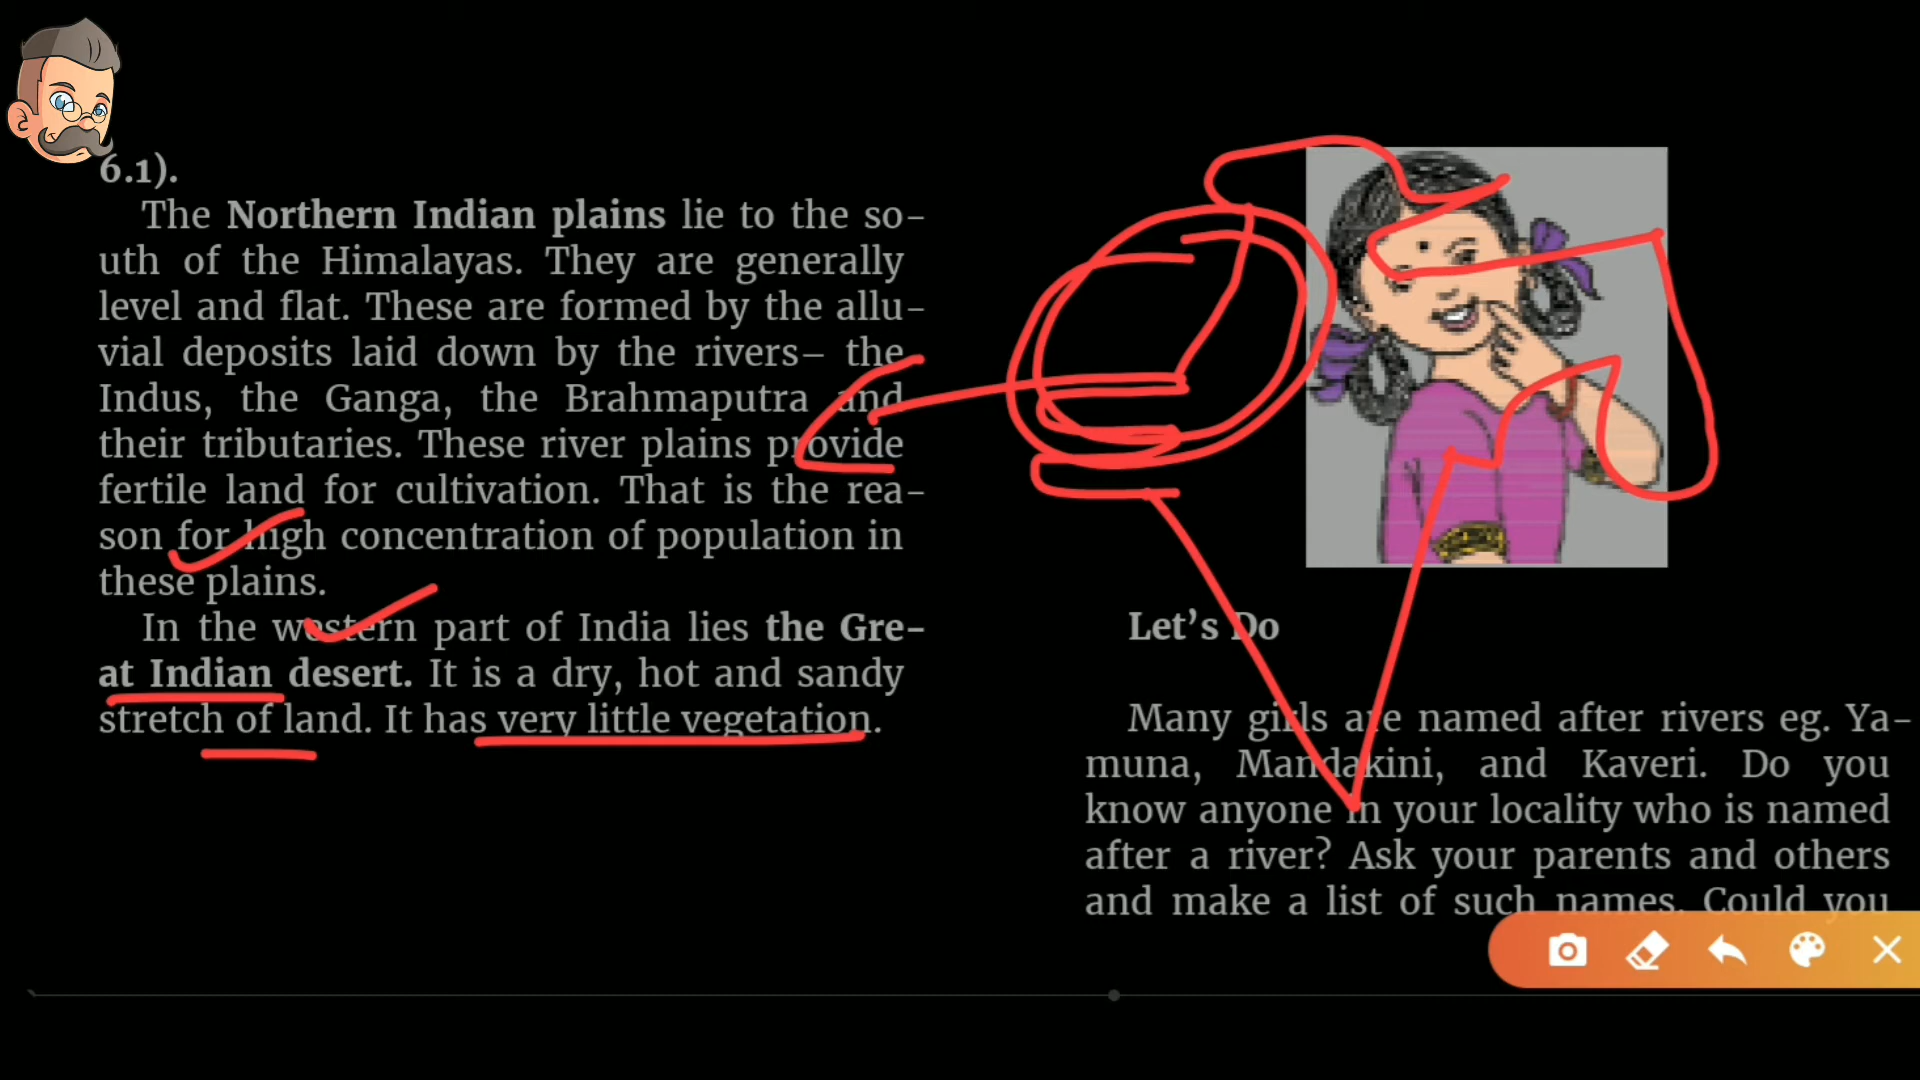 6.1).
The Northern Indian plains lie to the so-
uth of the Himalayas. They are generally
level and flat. These are formed by the allu-
vial deposits laid down by the rivers– the
Indus, the Ganga, the Brahmaputra and
their tributaries. These river plains provide
fertile land for cultivation. That is the rea-
son for high concentration of population in
these plains.
In the western part of India lies the Gre-
at Indian desert. It is a dry, hot and sandy
stretch of land. It has very little vegetation.
Let's Do
Many girls are named after rivers eg. Ya-
muna, Mandakini, and Kaveri. Do you
know anyone in your locality who is named
after a river? Ask your parents and others
and make a list of such names. Could you